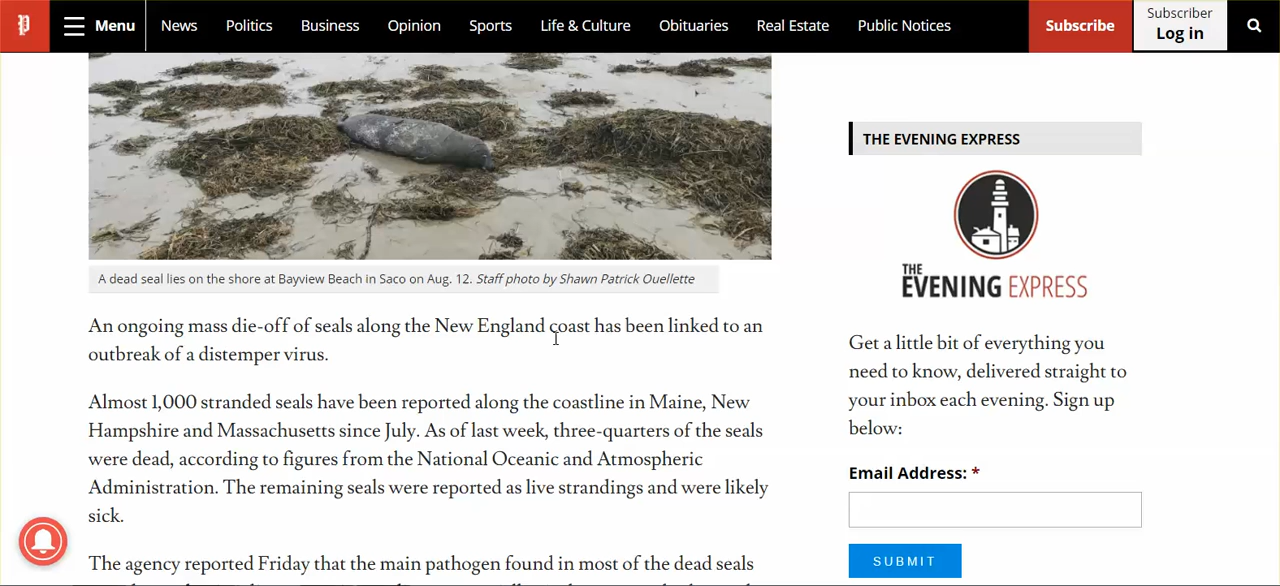 Menu
News
Politics
Business
Opinion
Sports
Life & Culture
Obituaries
Real Estate
Public Notices
Subscribe
Subscriber
Log in
A dead seal lies on the shore at Bayview Beach in Saco on Aug. 12. Staff photo by Shawn Patrick Ouellette
An ongoing mass die-off of seals along the New England coast has been linked to an
outbreak of a distemper virus.
Almost 1,000 stranded seals have been reported along the coastline in Maine, New
Hampshire and Massachusetts since July. As of last week, three-quarters of the seals
were dead, according to figures from the National Oceanic and Atmospheric
Administration. The remaining seals were reported as live strandings and were likely
sick.
The agency reported Friday that the main pathogen found in most of the dead seals
THE EVENING EXPRESS
THE
EVENING EXPRESS
Get a little bit of everything you
need to know, delivered straight to
your inbox each evening. Sign up
below:
Email Address: *
SUBMIT